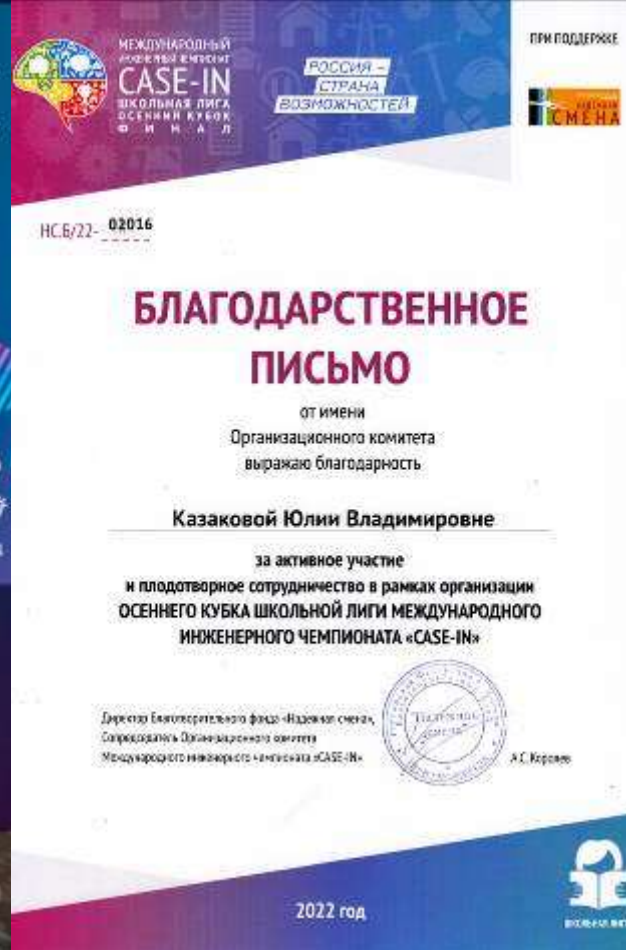 МЕЖДУНАРОДНЫЙ
ИНЖЕНЕРНЫЙ ЧЕМПИОНАТ
CASE-IN
ШКОЛЬНАЯ ЛИГА
ОСЕННИЙ КУБОК
ФИНАЛ
РОССИЯ –
СТРАНА
ВОЗМОЖНОСТЕЙ
ПРИ ПОДДЕРЖКЕ
СМЕНА
НС.Б/22- 02016
БЛАГОДАРСТВЕННОЕ
ПИСЬМО
от имени
Организационного комитета
выражаю благодарность
Казаковой Юлии Владимировне
за активное участие
и плодотворное сотрудничество в рамках организации
ОСЕННЕГО КУБКА ШКОЛЬНОЙ ЛИГИ МЕЖДУНАРОДНОГО
ИНЖЕНЕРНОГО ЧЕМПИОНАТА «CASE-IN»
Директор Благотворительного фонда «Надежная смена»,
Сопредседатель Организационного комитета
Международного инженерного чемпионата «CASE-IN»
А.С. Королев
2022 год
ШКОЛЬНАЯ ЛИГА